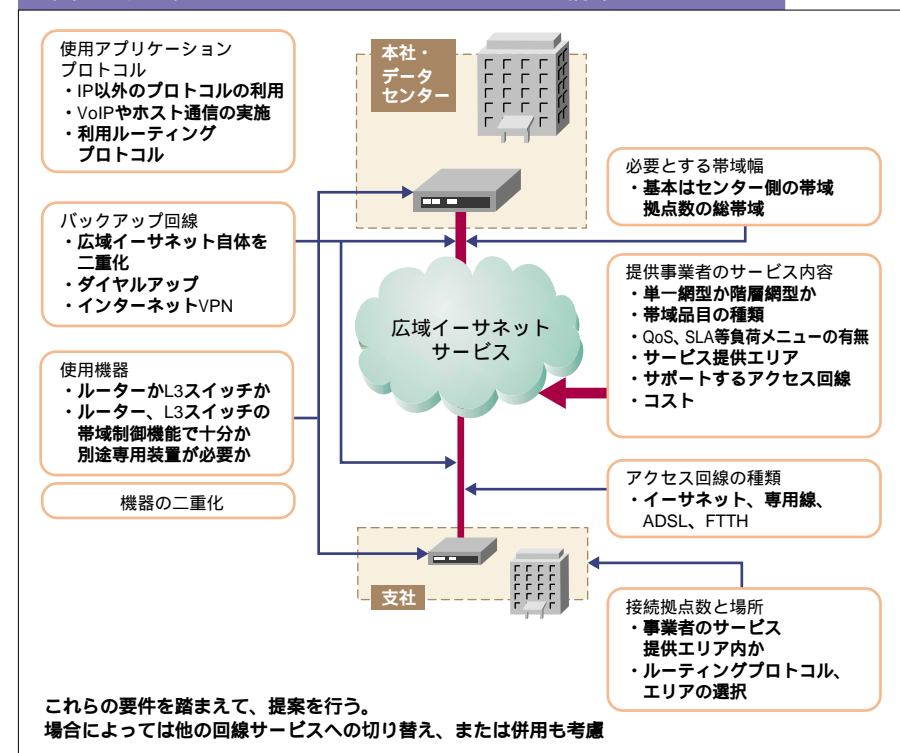 使用アプリケーション
プロトコル
・IP以外のプロトコルの利用
・VoIPやホスト通信の実施
・利用ルーティング
プロトコル
バックアップ回線
・広域イーサネット自体を
二重化
・ダイヤルアップ
・インターネットVPN
使用機器
・ルーターかL3スイッチか
・ルーター、L3スイッチの
帯域制御機能で十分か
別途専用装置が必要か
機器の二重化
本社・
データ
センター
広域イーサネット
サービス
支社
必要とする帯域幅
・基本はセンター側の帯域
拠点数の総帯域
提供事業者のサービス内容
・単一網型か階層網型か
・帯域品目の種類
・QoS、SLA等負荷メニューの有無
・サービス提供エリア
・サポートするアクセス回線
・コスト
アクセス回線の種類
・イーサネット、専用線、
ADSL、FTTH
接続拠点数と場所
・事業者のサービス
提供エリア内か
・ルーティングプロトコル、
エリアの選択
これらの要件を踏まえて、提案を行う。
場合によっては他の回線サービスへの切り替え、または併用も考慮